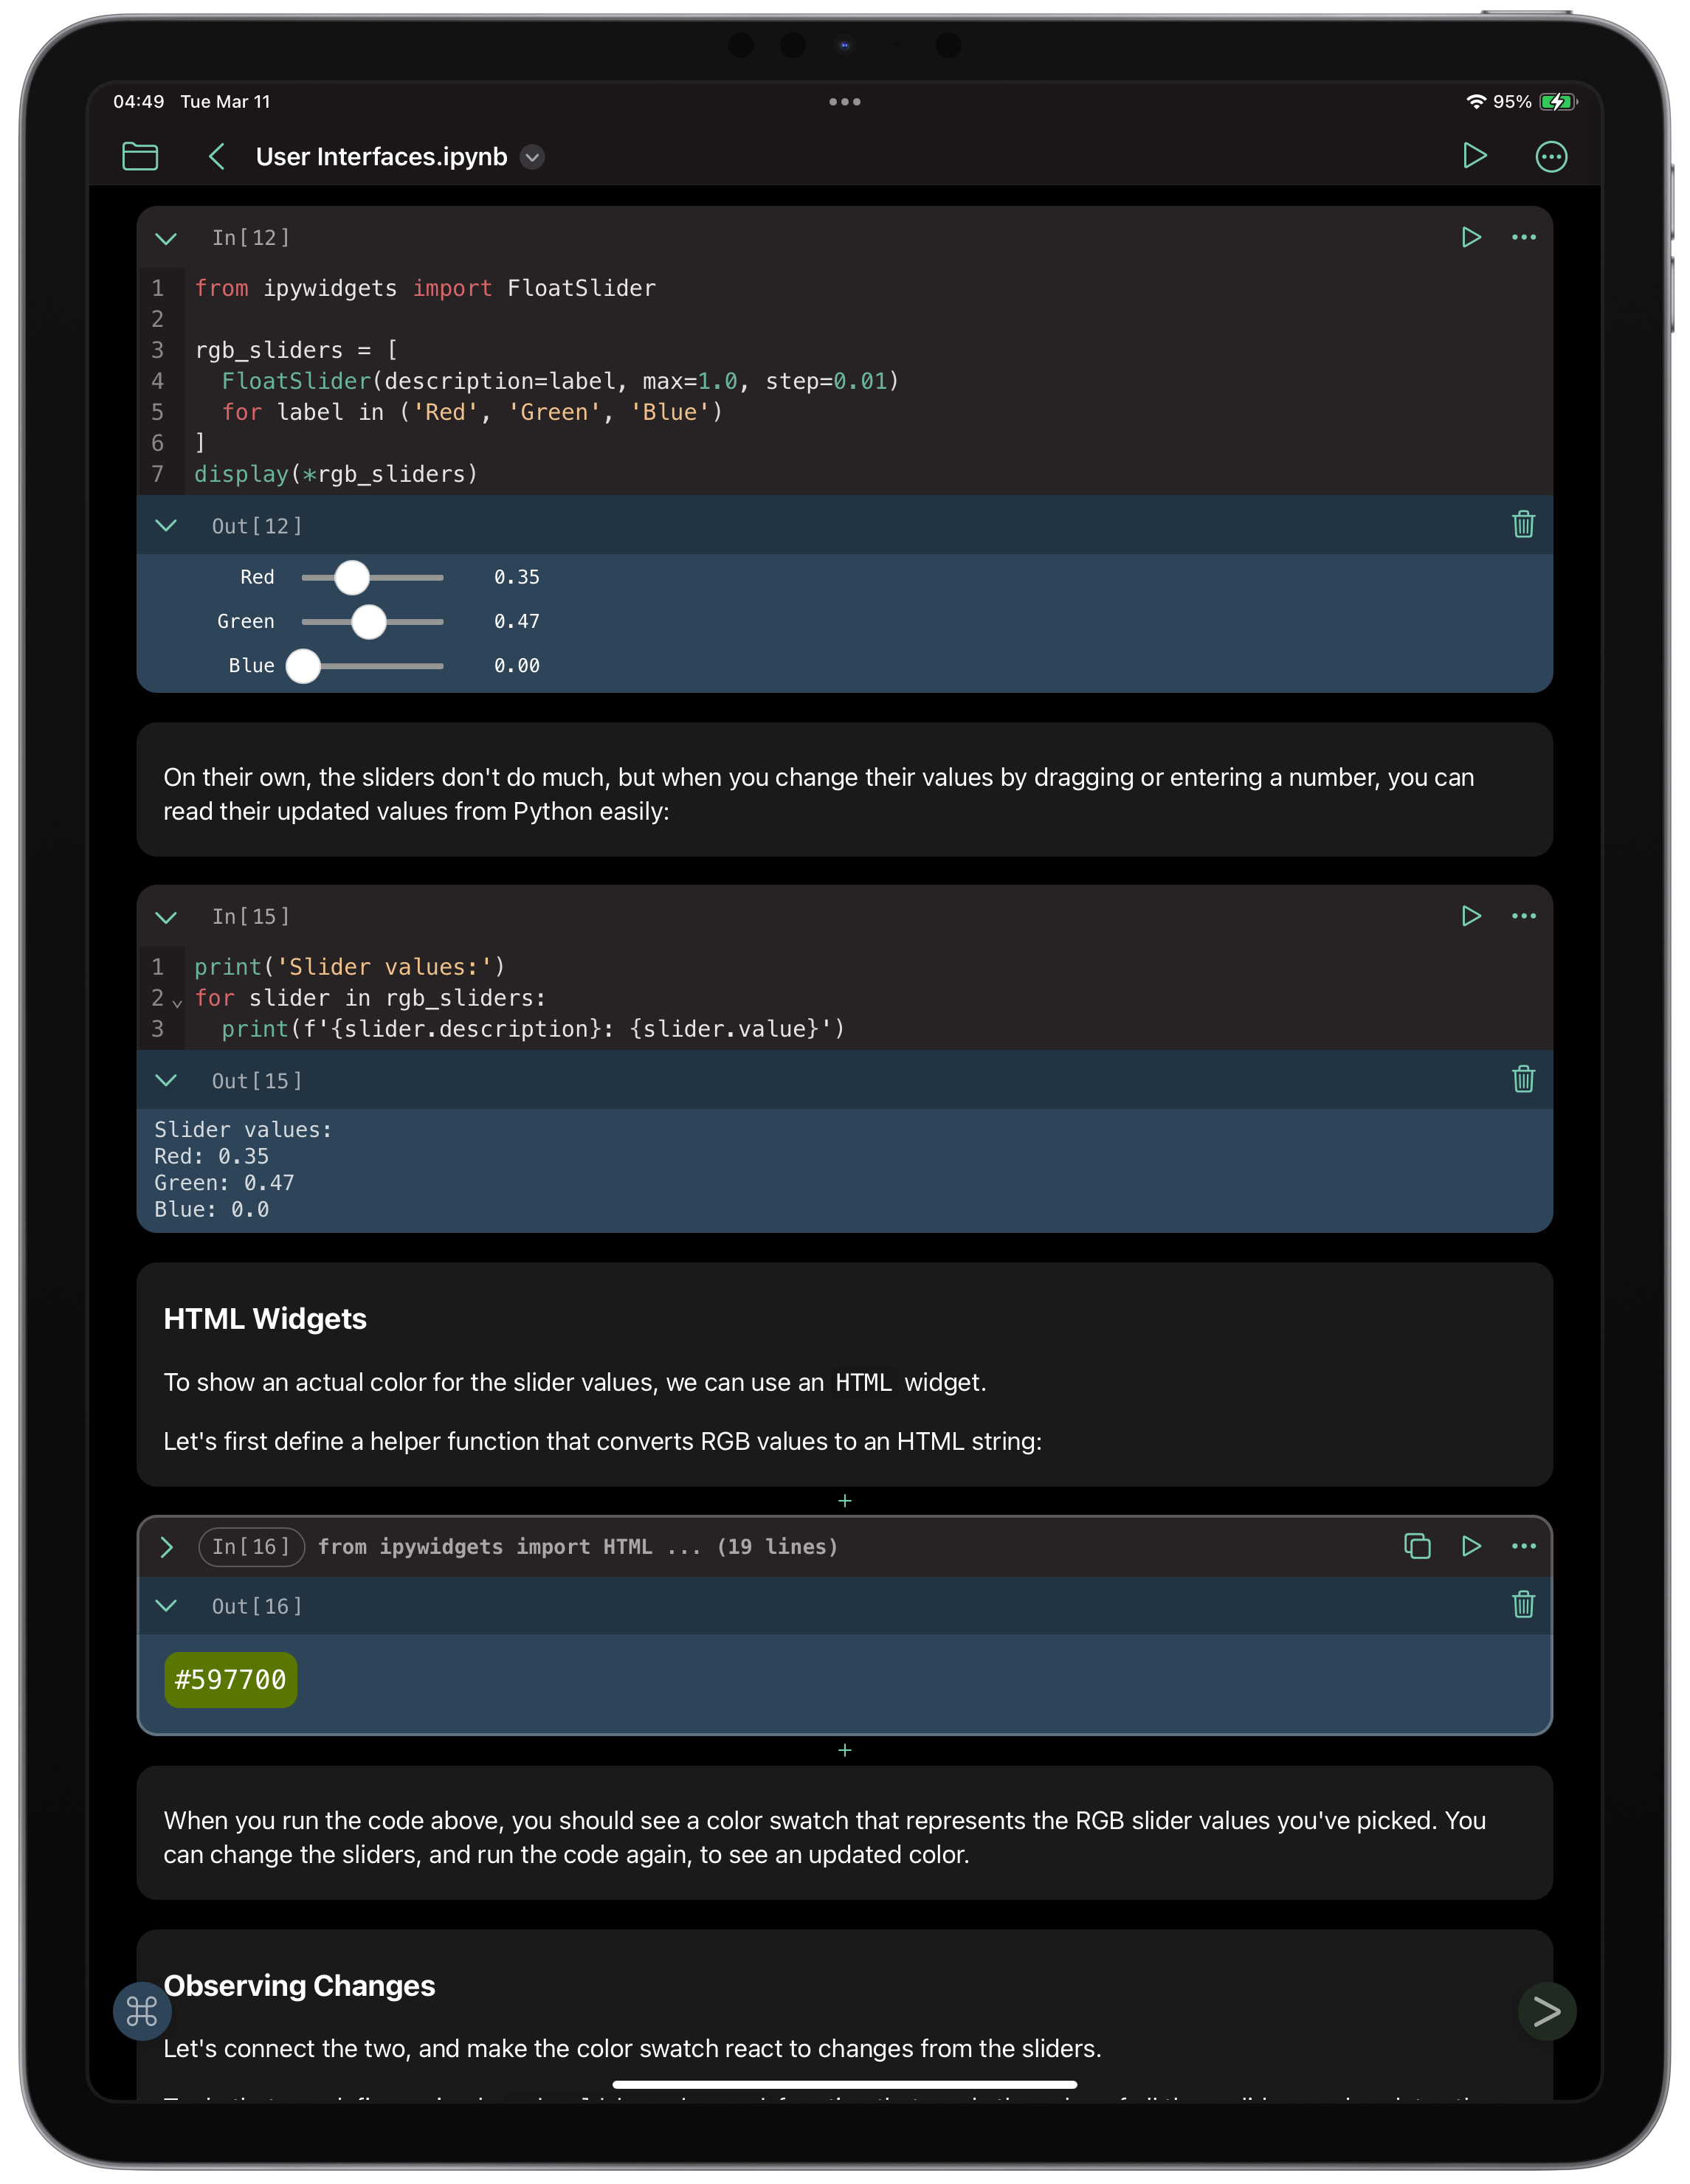 04:49 Tue Mar 11
95%
User Interfaces.ipynb
In[12]
1 from ipywidgets import FloatSlider
2
3 rgb_sliders = [
4   FloatSlider(description=label, max=1.0, step=0.01)
5   for label in ('Red', 'Green', 'Blue')
6 ]
7 display(*rgb_sliders)
Out[12]
Red 0.35
Green 0.47
Blue 0.00
On their own, the sliders don't do much, but when you change their values by dragging or entering a number, you can
read their updated values from Python easily:
In[15]
1 print('Slider values:')
2 for slider in rgb_sliders:
3   print(f'{slider.description}: {slider.value}')
Out[15]
Slider values:
Red: 0.35
Green: 0.47
Blue: 0.0
HTML Widgets
To show an actual color for the slider values, we can use an HTML widget.
Let's first define a helper function that converts RGB values to an HTML string:
+
In[16] from ipywidgets import HTML ... (19 lines)
Out[16]
#597700
+
When you run the code above, you should see a color swatch that represents the RGB slider values you've picked. You
can change the sliders, and run the code again, to see an updated color.
Observing Changes
Let's connect the two, and make the color swatch react to changes from the sliders.